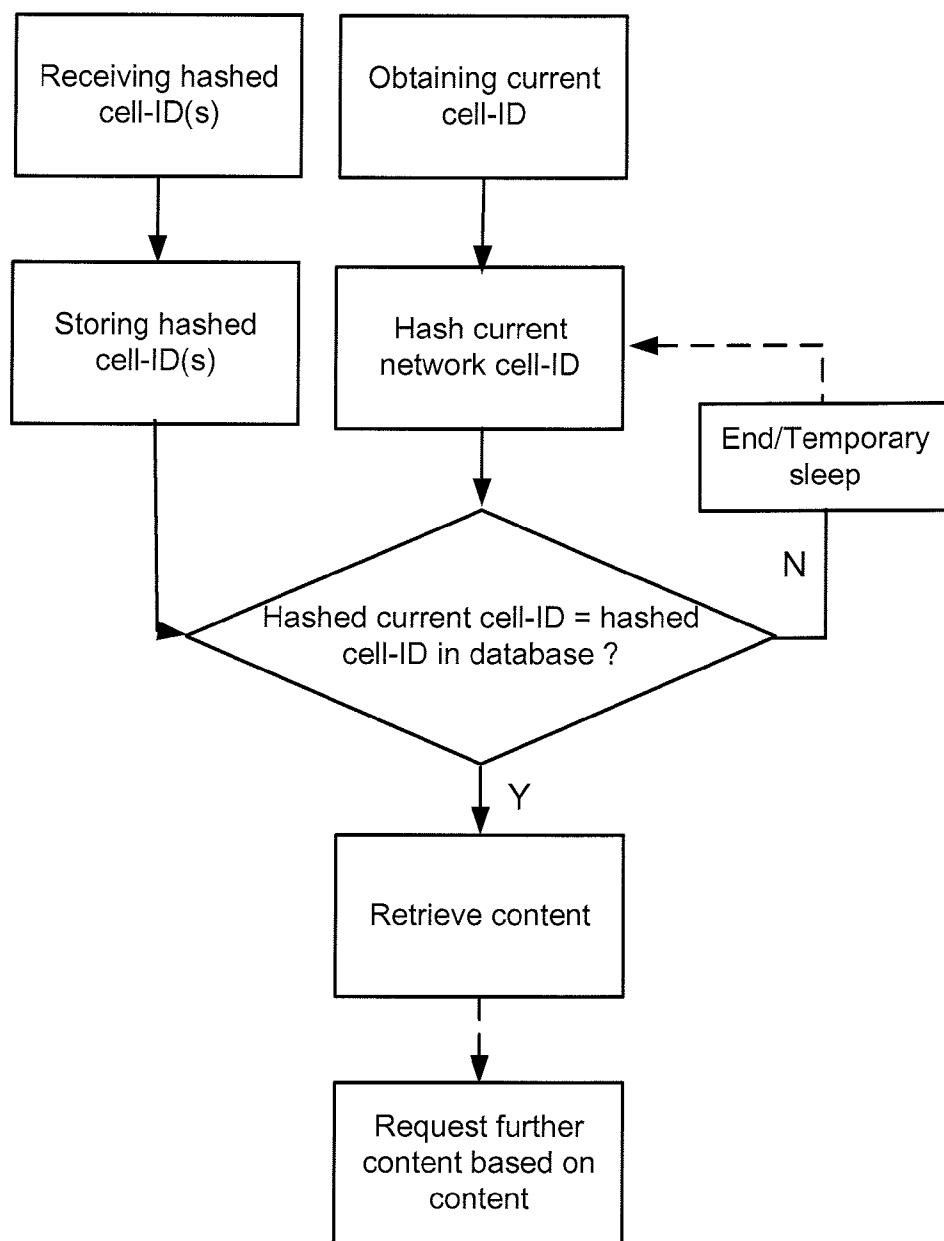 Receiving hashed
cell-ID(s)
Obtaining current
cell-ID
Storing hashed
cell-ID(s)
Hash current
network cell-ID
End/Temporary
sleep
N
Hashed current cell-ID = hashed
cell-ID in database ?
Y
Retrieve content
Request further
content based on
content